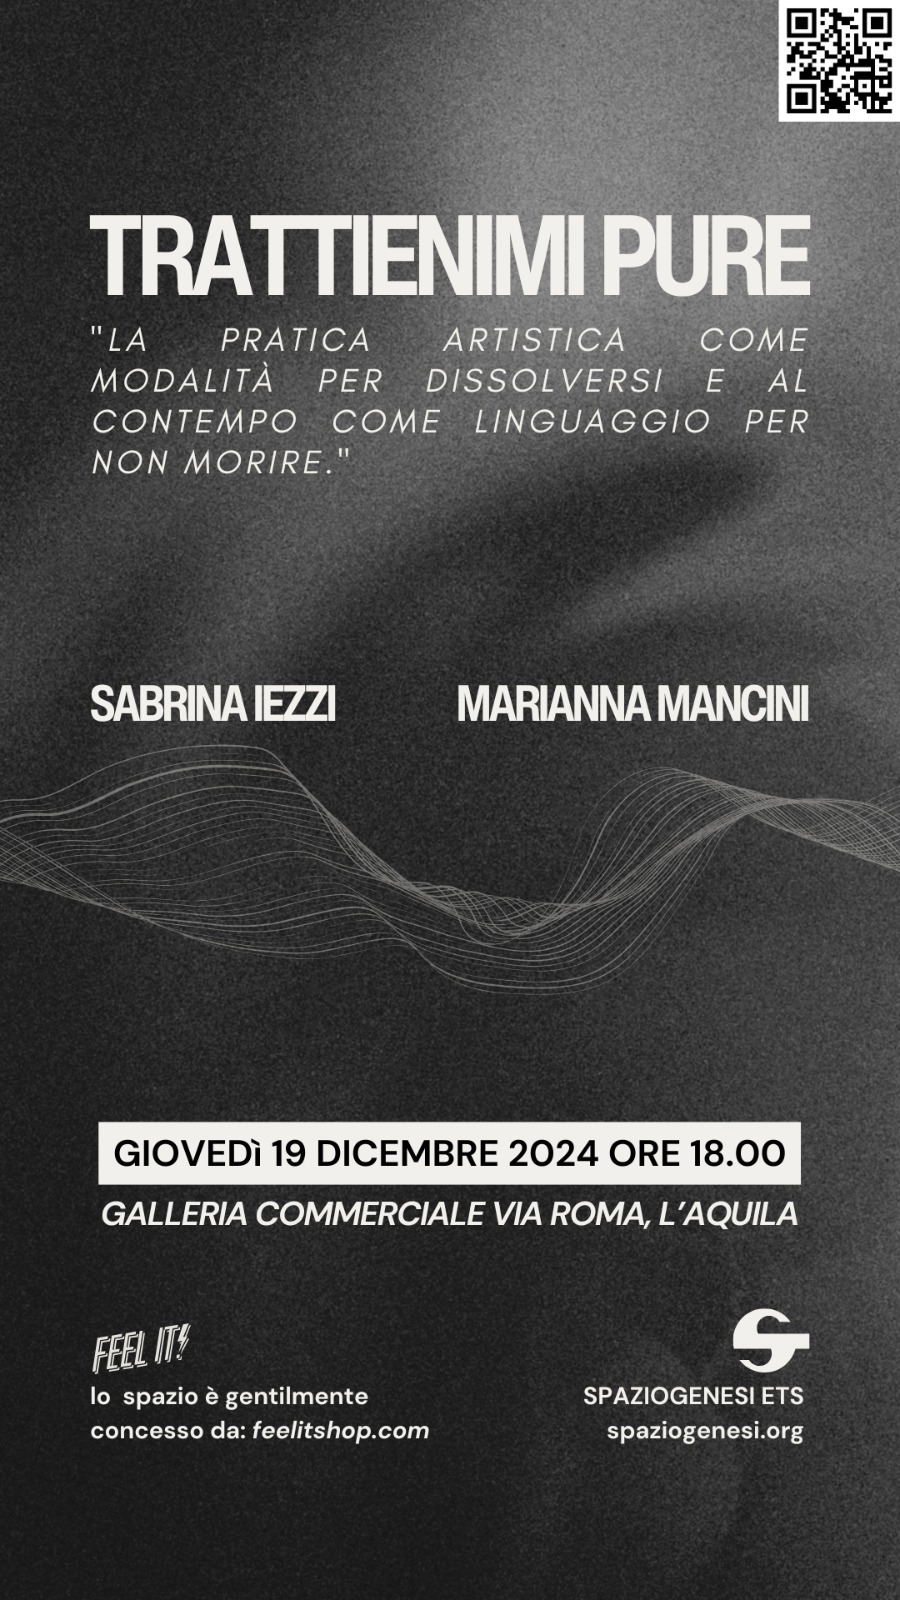 TRATTIENIMI PURE
"LA PRATICA ARTISTICA COME
MODALITÀ PER DISSOLVERSI E AL
CONTEMPO COME LINGUAGGIO PER
NON MORIRE."
SABRINA IEZZI
MARIANNA MANCINI
GIOVEDì 19 DICEMBRE 2024 ORE 18.00
GALLERIA COMMERCIALE VIA ROMA, L'AQUILA
FEEL IT!
lo spazio è gentilmente
concesso da: feelitshop.com
SPAZIOGENESI ETS
spaziogenesi.org